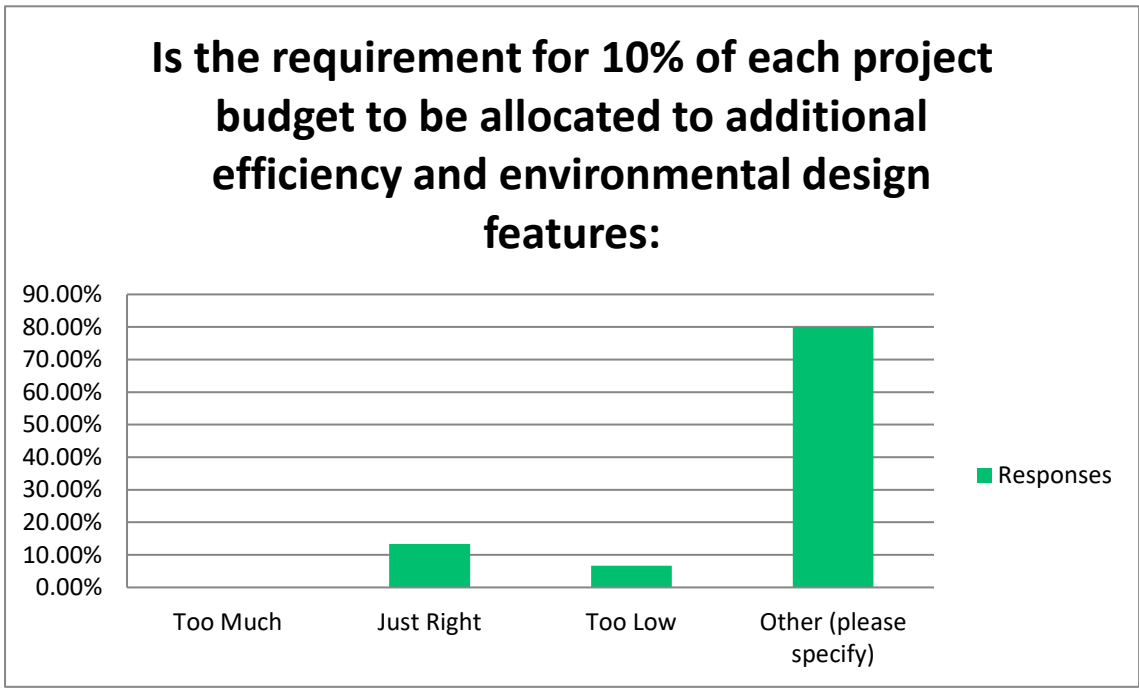 Is the requirement for 10% of each project
budget to be allocated to additional
efficiency and environmental design
features:
90.00%
80.00%
70.00%
60.00%
50.00%
40.00%
30.00%
20.00%
10.00%
0.00%
Too Much
Just Right
Too Low
Other (please
specify)
Responses